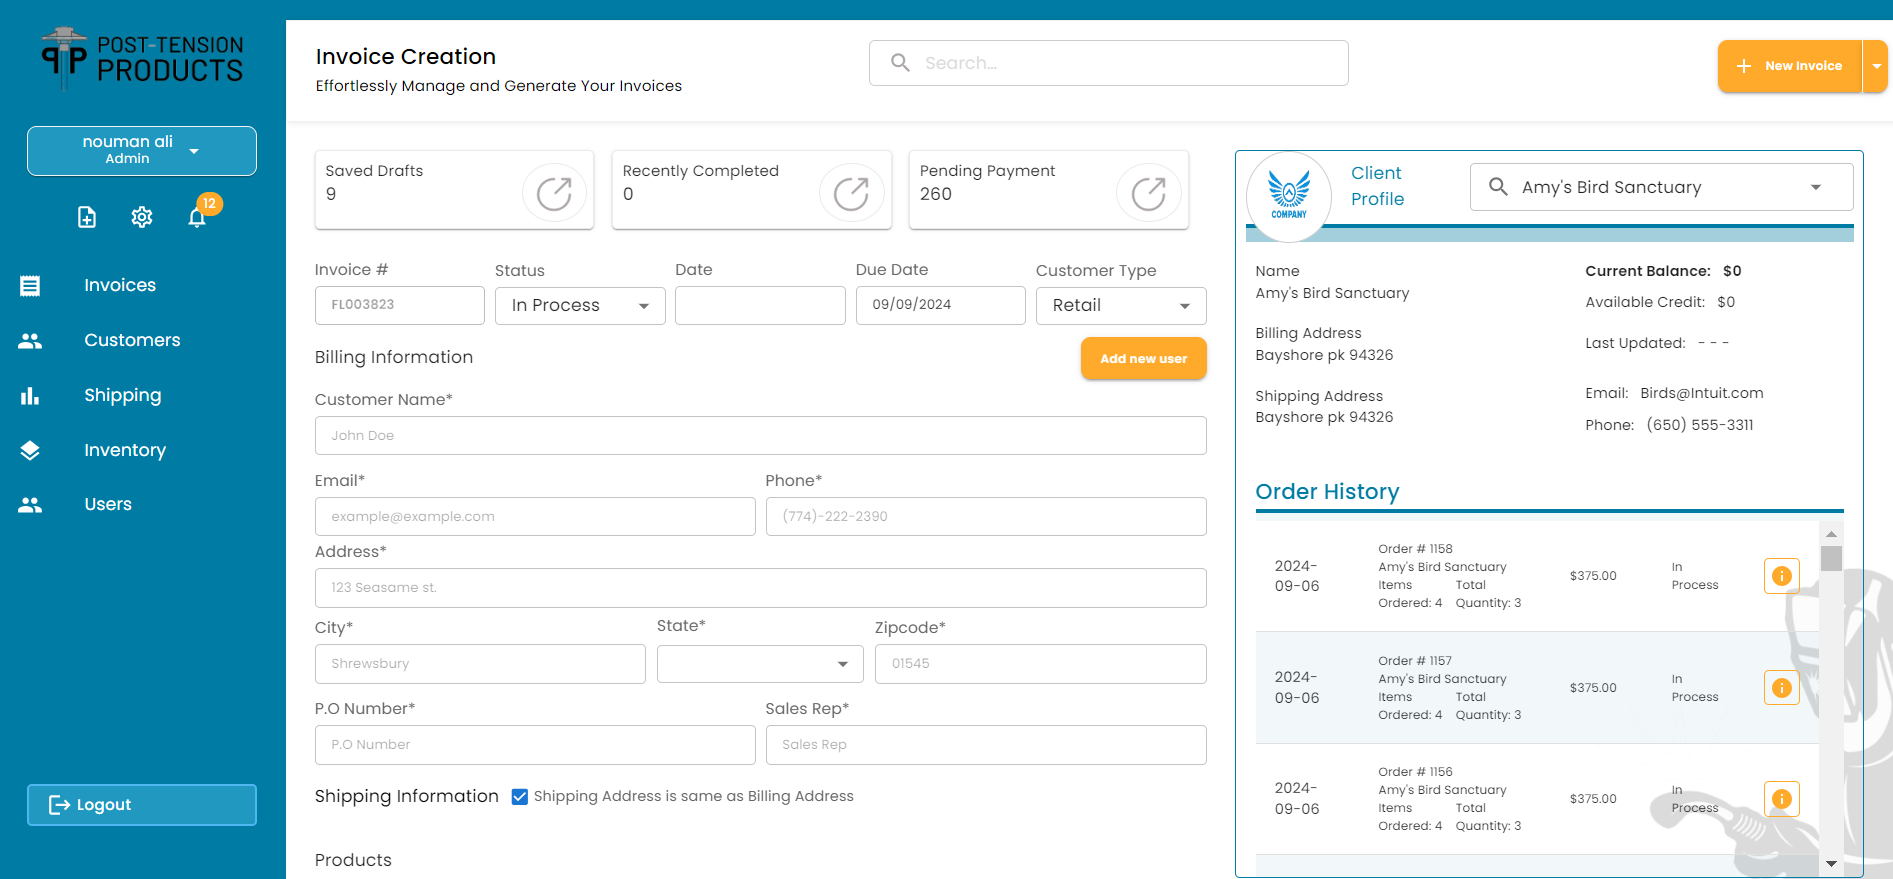 POST-TENSION
PRODUCTS
nouman ali
Admin
12
Invoices
Customers
Shipping
Inventory
Users
Logout
Invoice Creation
Effortlessly Manage and Generate Your Invoices
Search...
New Invoice
Saved Drafts
9
Recently Completed
0
Pending Payment
260
Invoice #
FL003823
Status
In Process
Date
Due Date
09/09/2024
Customer Type
Retail
Billing Information
Add new user
Customer Name*
John Doe
Email*
example@example.com
Phone*
(774)-222-2390
Address*
123 Seasame st.
City*
Shrewsbury
State*
Zipcode*
01545
P.O Number*
P.O Number
Sales Rep*
Sales Rep
Shipping Information
Shipping Address is same as Billing Address
Products
COMPANY
Client
Profile
Amy's Bird Sanctuary
Name
Amy's Bird Sanctuary
Billing Address
Bayshore pk 94326
Shipping Address
Bayshore pk 94326
Current Balance: $0
Available Credit: $0
Last Updated: - - -
Email: Birds@Intuit.com
Phone: (650) 555-3311
Order History
2024-
09-06
Order # 1158
Amy's Bird Sanctuary
Items Total
Ordered: 4 Quantity: 3
$375.00
In
Process
2024-
09-06
Order # 1157
Amy's Bird Sanctuary
Items Total
Ordered: 4 Quantity: 3
$375.00
In
Process
2024-
09-06
Order # 1156
Amy's Bird Sanctuary
Items Total
Ordered: 4 Quantity: 3
$375.00
In
Process